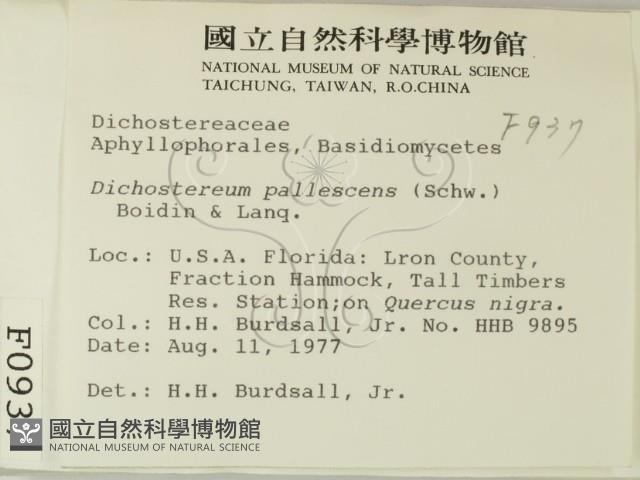 國立自然科學博物館
NATIONAL MUSEUM OF NATURAL SCIENCE
TAICHUNG, TAIWAN, R.O.CHINA
F937
Dichostereaceae
Aphyllophorales, Basidiomycetes
Dichostereum pallescens (Schw.)
Boidin & Lanq.
Loc.: U.S.A. Florida: Lron County,
Fraction Hammock, Tall Timbers
Res. Station;on Quercus nigra.
Col.: H.H. Burdsall, Jr. No. HHB 9895
Date: Aug. 11, 1977
Det.: H.H. Burdsall, Jr.
F093
國立自然科學博物館
NATIONAL MUSEUM OF NATURAL SCIENCE